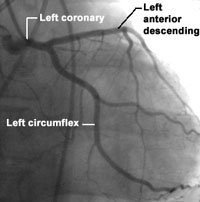 Left coronary
Left
anterior
descending
Left circumflex